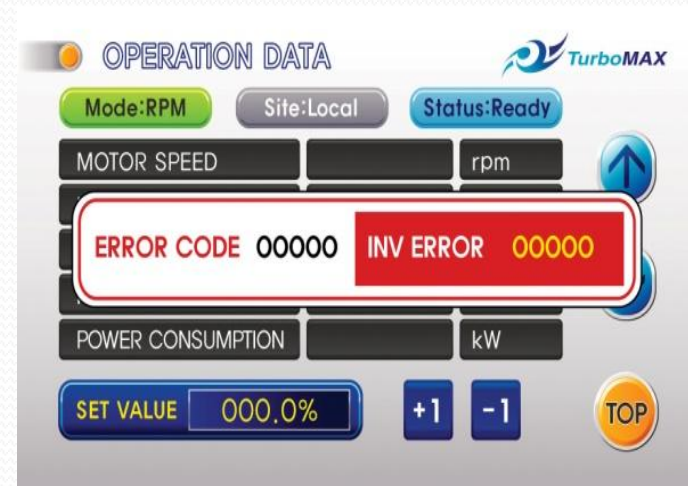 OPERATION DATA
TurboMAX
Mode:RPM
Site:Local
Status:Ready
MOTOR SPEED rpm
ERROR CODE 00000 INV ERROR 00000
POWER CONSUMPTION kW
SET VALUE 000.0% +1 -1 TOP